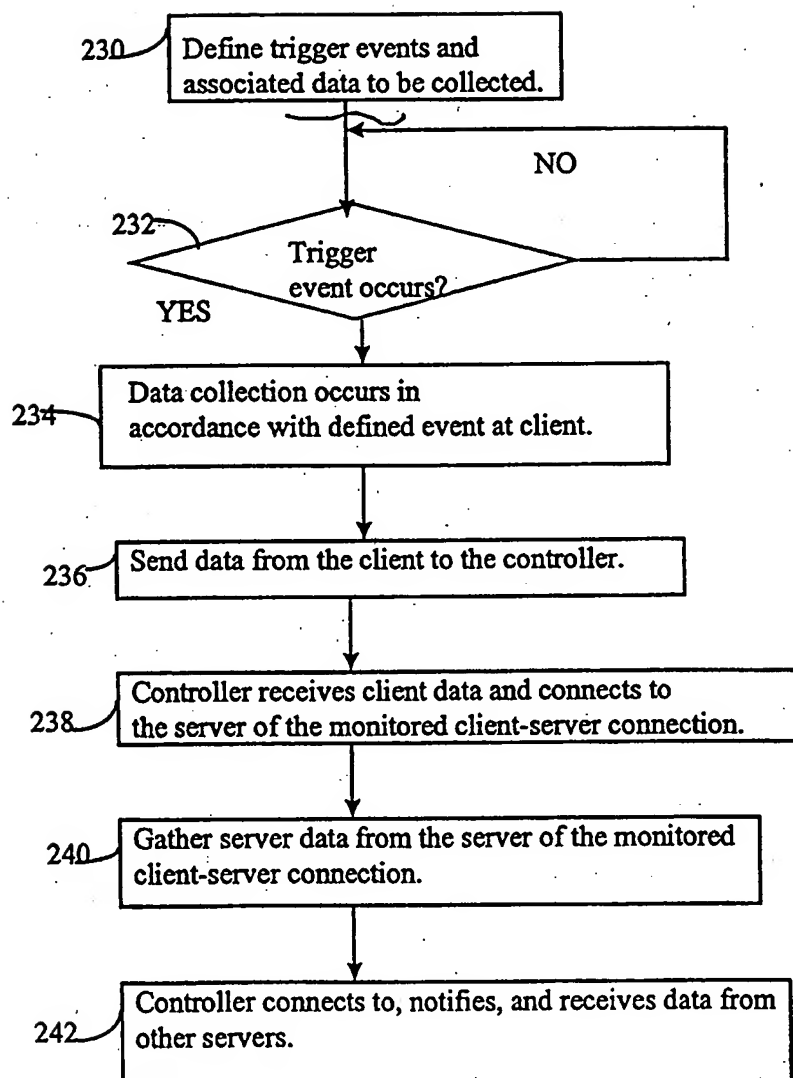 230
Define trigger events and
associated data to be collected.
NO
232
Trigger
event occurs?
YES
234
Data collection occurs in
accordance with defined event at client.
236
Send data from the client to the controller.
238
Controller receives client data and connects to
the server of the monitored client-server connection.
240
Gather server data from the server of the monitored
client-server connection.
242
Controller connects to, notifies, and receives data from
other servers.